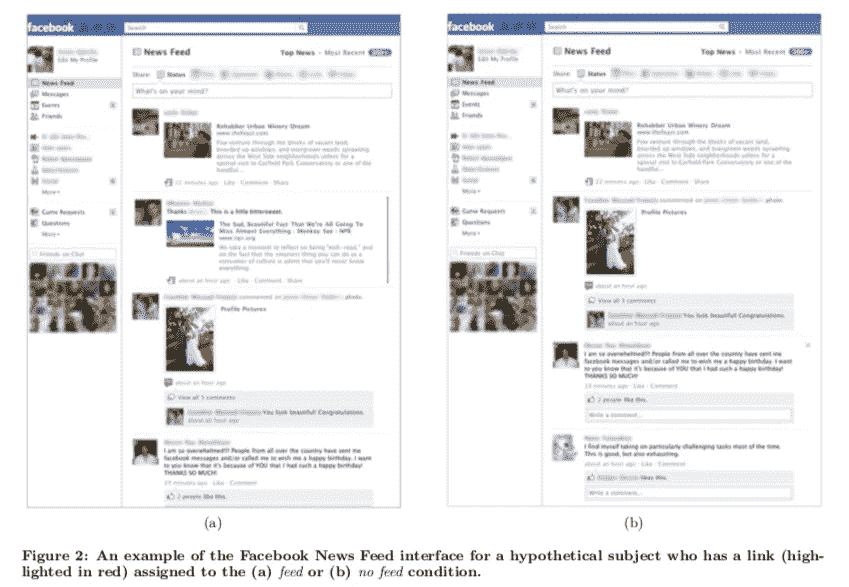 facebook
Search
Edit My Profile
News Feed
Messages
Events
Friends
More
Game Requests
Questions
More
Friends on Chat
News Feed
Top News · Most Recent
Share: Status
What's on your mind?
Rehabber Urban Winery Dream
www.thefeast.com
Few venture through the blocks of vacant land,
boarded up windows, and overgrown weeds sprawling
across the West Side neighborhoods unless for a
special visit to Garfield Park Conservatory or one of the
handful...
22 minutes ago · Like · Comment · Share
Thanks This is a little bittersweet.
The Sad, Beautiful Fact That We're All Going To
Miss Almost Everything : Monkey See : NPR
www.npr.org
We take a moment to reflect on being "well-read," and
on the fact that the smartest thing you can do as a
consumer of culture is admit that you'll never know
everything.
about an hour ago · Like · Comment · Share
commented on photo.
Profile Pictures
about an hour ago
View all 3 comments
You look beautiful! Congratulations.
about an hour ago
I am so overwhelmed!!! People from all over the country have sent me
facebook messages and/or called me to wish me a happy birthday. I want
to you know that it's because of YOU that I had such a happy birthday!
THANKS SO MUCH!
minutes ago · Like · Comment
2 people like this.
(a)
facebook
Search
Edit My Profile
News Feed
Messages
Events
Friends
More
Game Requests
Questions
More
Friends on Chat
News Feed
Top News · Most Recent
Share: Status
What's on your mind?
Rehabber Urban Winery Dream
www.thefeast.com
Few venture through the blocks of vacant land,
boarded up windows, and overgrown weeds sprawling
across the West Side neighborhoods unless for a
special visit to Garfield Park Conservatory or one of the
handful...
22 minutes ago · Like · Comment · Share
commented on photo.
Profile Pictures
about an hour ago
View all 3 comments
You look beautiful! Congratulations.
about an hour ago
I am so overwhelmed!!! People from all over the country have sent me
facebook messages and/or called me to wish me a happy birthday. I want
to you know that it's because of YOU that I had such a happy birthday!
THANKS SO MUCH!
minutes ago · Like · Comment
2 people like this.
Write a comment...
I find myself taking on particularly challenging tasks most of the time.
This is good, but also exhausting.
about an hour ago · Like · Comment
likes this.
Write a comment...
(b)
Figure 2: An example of the Facebook News Feed interface for a hypothetical subject who has a link (high-
lighted in red) assigned to the (a) feed or (b) no feed condition.